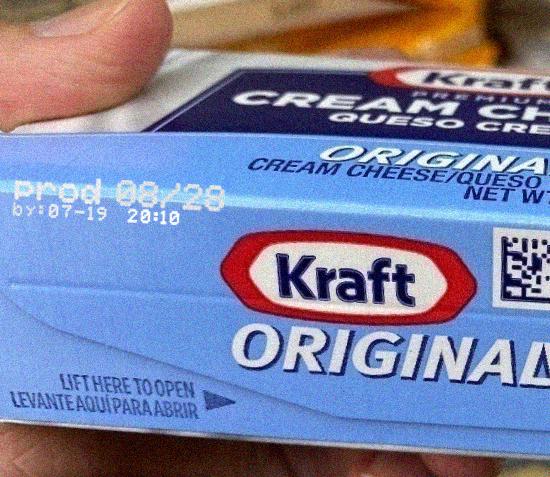 Kraft
PREMIUM
CREAM CH
QUESO CRE
ORIGINA
CREAM CHEESE/QUESO
NET WT
prod 08/28
by:07-19 20:10
Kraft
ORIGINAL
LIFT HERE TO OPEN
LEVANTE AQUÍ PARA ABRIR